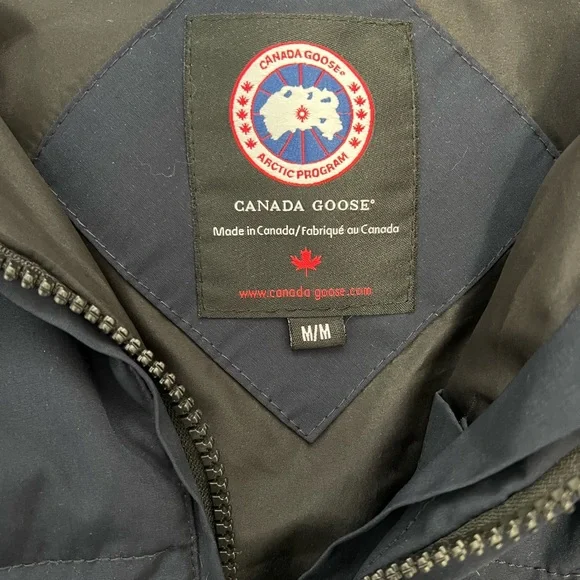 CANADA GOOSE®
ARCTIC PROGRAM
CANADA GOOSE®
Made in Canada/Fabriqué au Canada
www.canada-goose.com
M/M